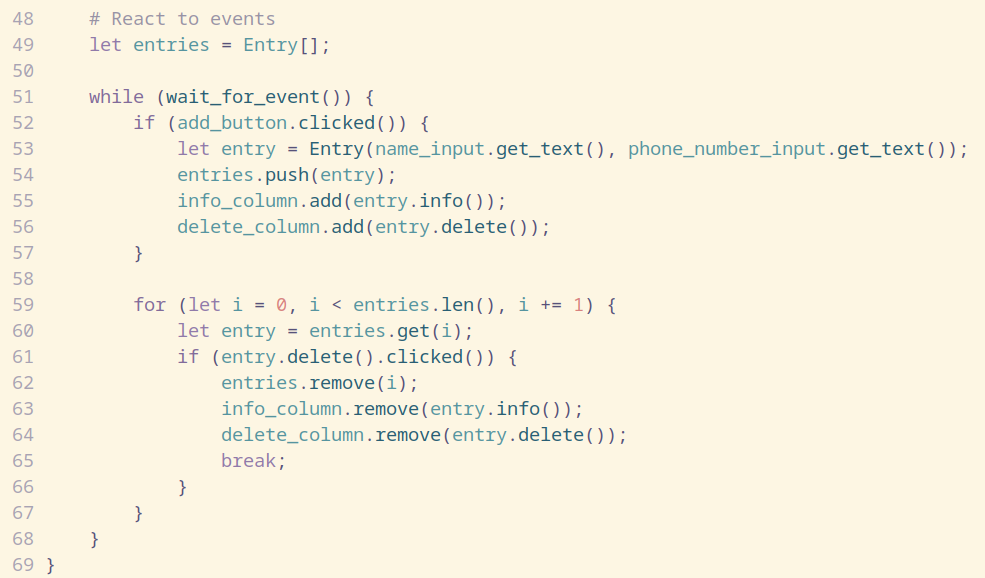 48     # React to events
49     let entries = Entry[];
50
51     while (wait_for_event()) {
52         if (add_button.clicked()) {
53             let entry = Entry(name_input.get_text(), phone_number_input.get_text());
54             entries.push(entry);
55             info_column.add(entry.info());
56             delete_column.add(entry.delete());
57         }
58
59         for (let i = 0, i < entries.len(), i += 1) {
60             let entry = entries.get(i);
61             if (entry.delete().clicked()) {
62                 entries.remove(i);
63                 info_column.remove(entry.info());
64                 delete_column.remove(entry.delete());
65                 break;
66             }
67         }
68     }
69 }